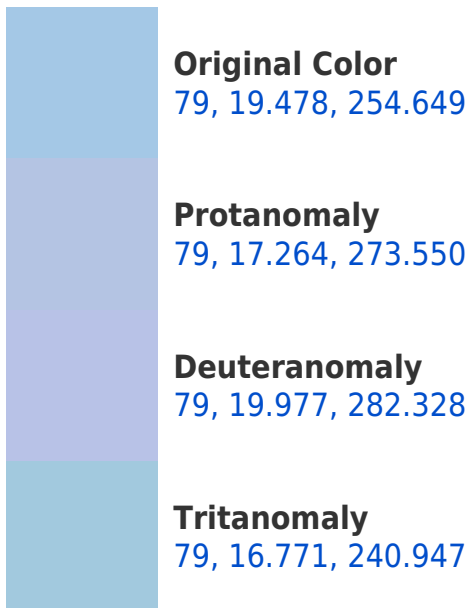 Original Color
79, 19.478, 254.649
Protanomaly
79, 17.264, 273.550
Deuteranomaly
79, 19.977, 282.328
Tritanomaly
79, 16.771, 240.947